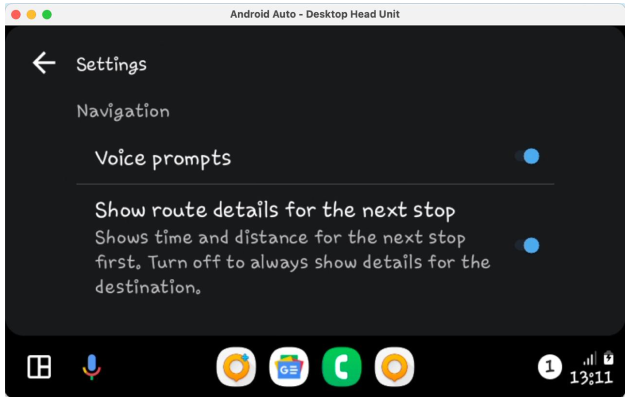 Android Auto - Desktop Head Unit
Settings
Navigation
Voice prompts
Show route details for the next stop
Shows time and distance for the next stop
first. Turn off to always show details for the
destination.
GE
1
13:11